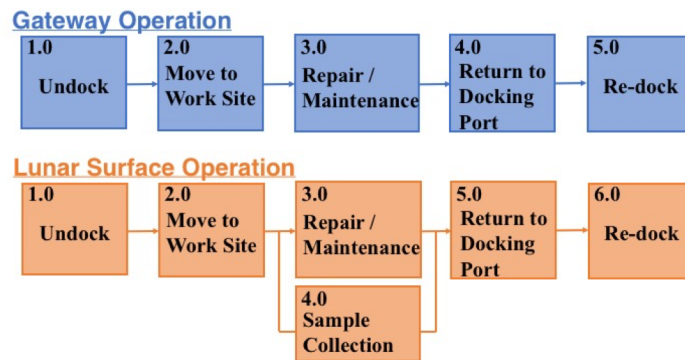 Gateway Operation
1.0
Undock
2.0
Move to
Work Site
3.0
Repair /
Maintenance
4.0
Return to
Docking
Port
5.0
Re-dock
Lunar Surface Operation
1.0
Undock
2.0
Move to
Work Site
3.0
Repair /
Maintenance
4.0
Sample
Collection
5.0
Return to
Docking
Port
6.0
Re-dock